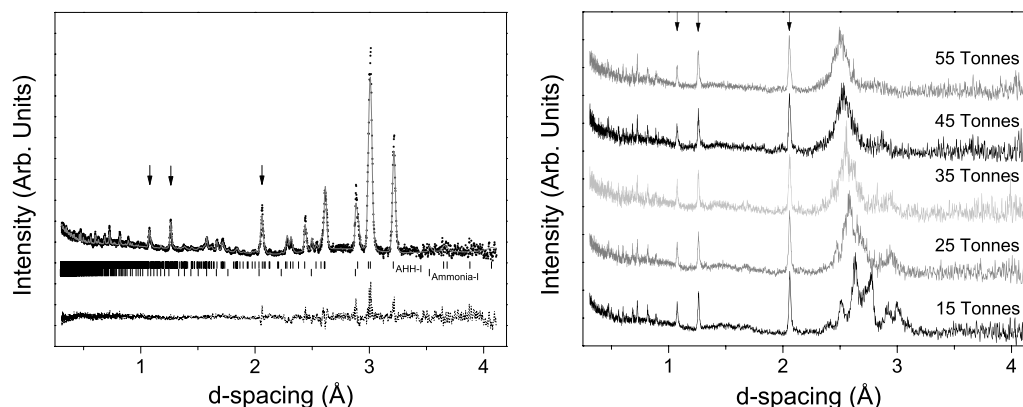 Intensity (Arb. Units)
AHH-I
Ammonia-I
1 2 3 4
d-spacing (Å)
Intensity (Arb. Units)
55 Tonnes
45 Tonnes
35 Tonnes
25 Tonnes
15 Tonnes
1 2 3 4
d-spacing (Å)